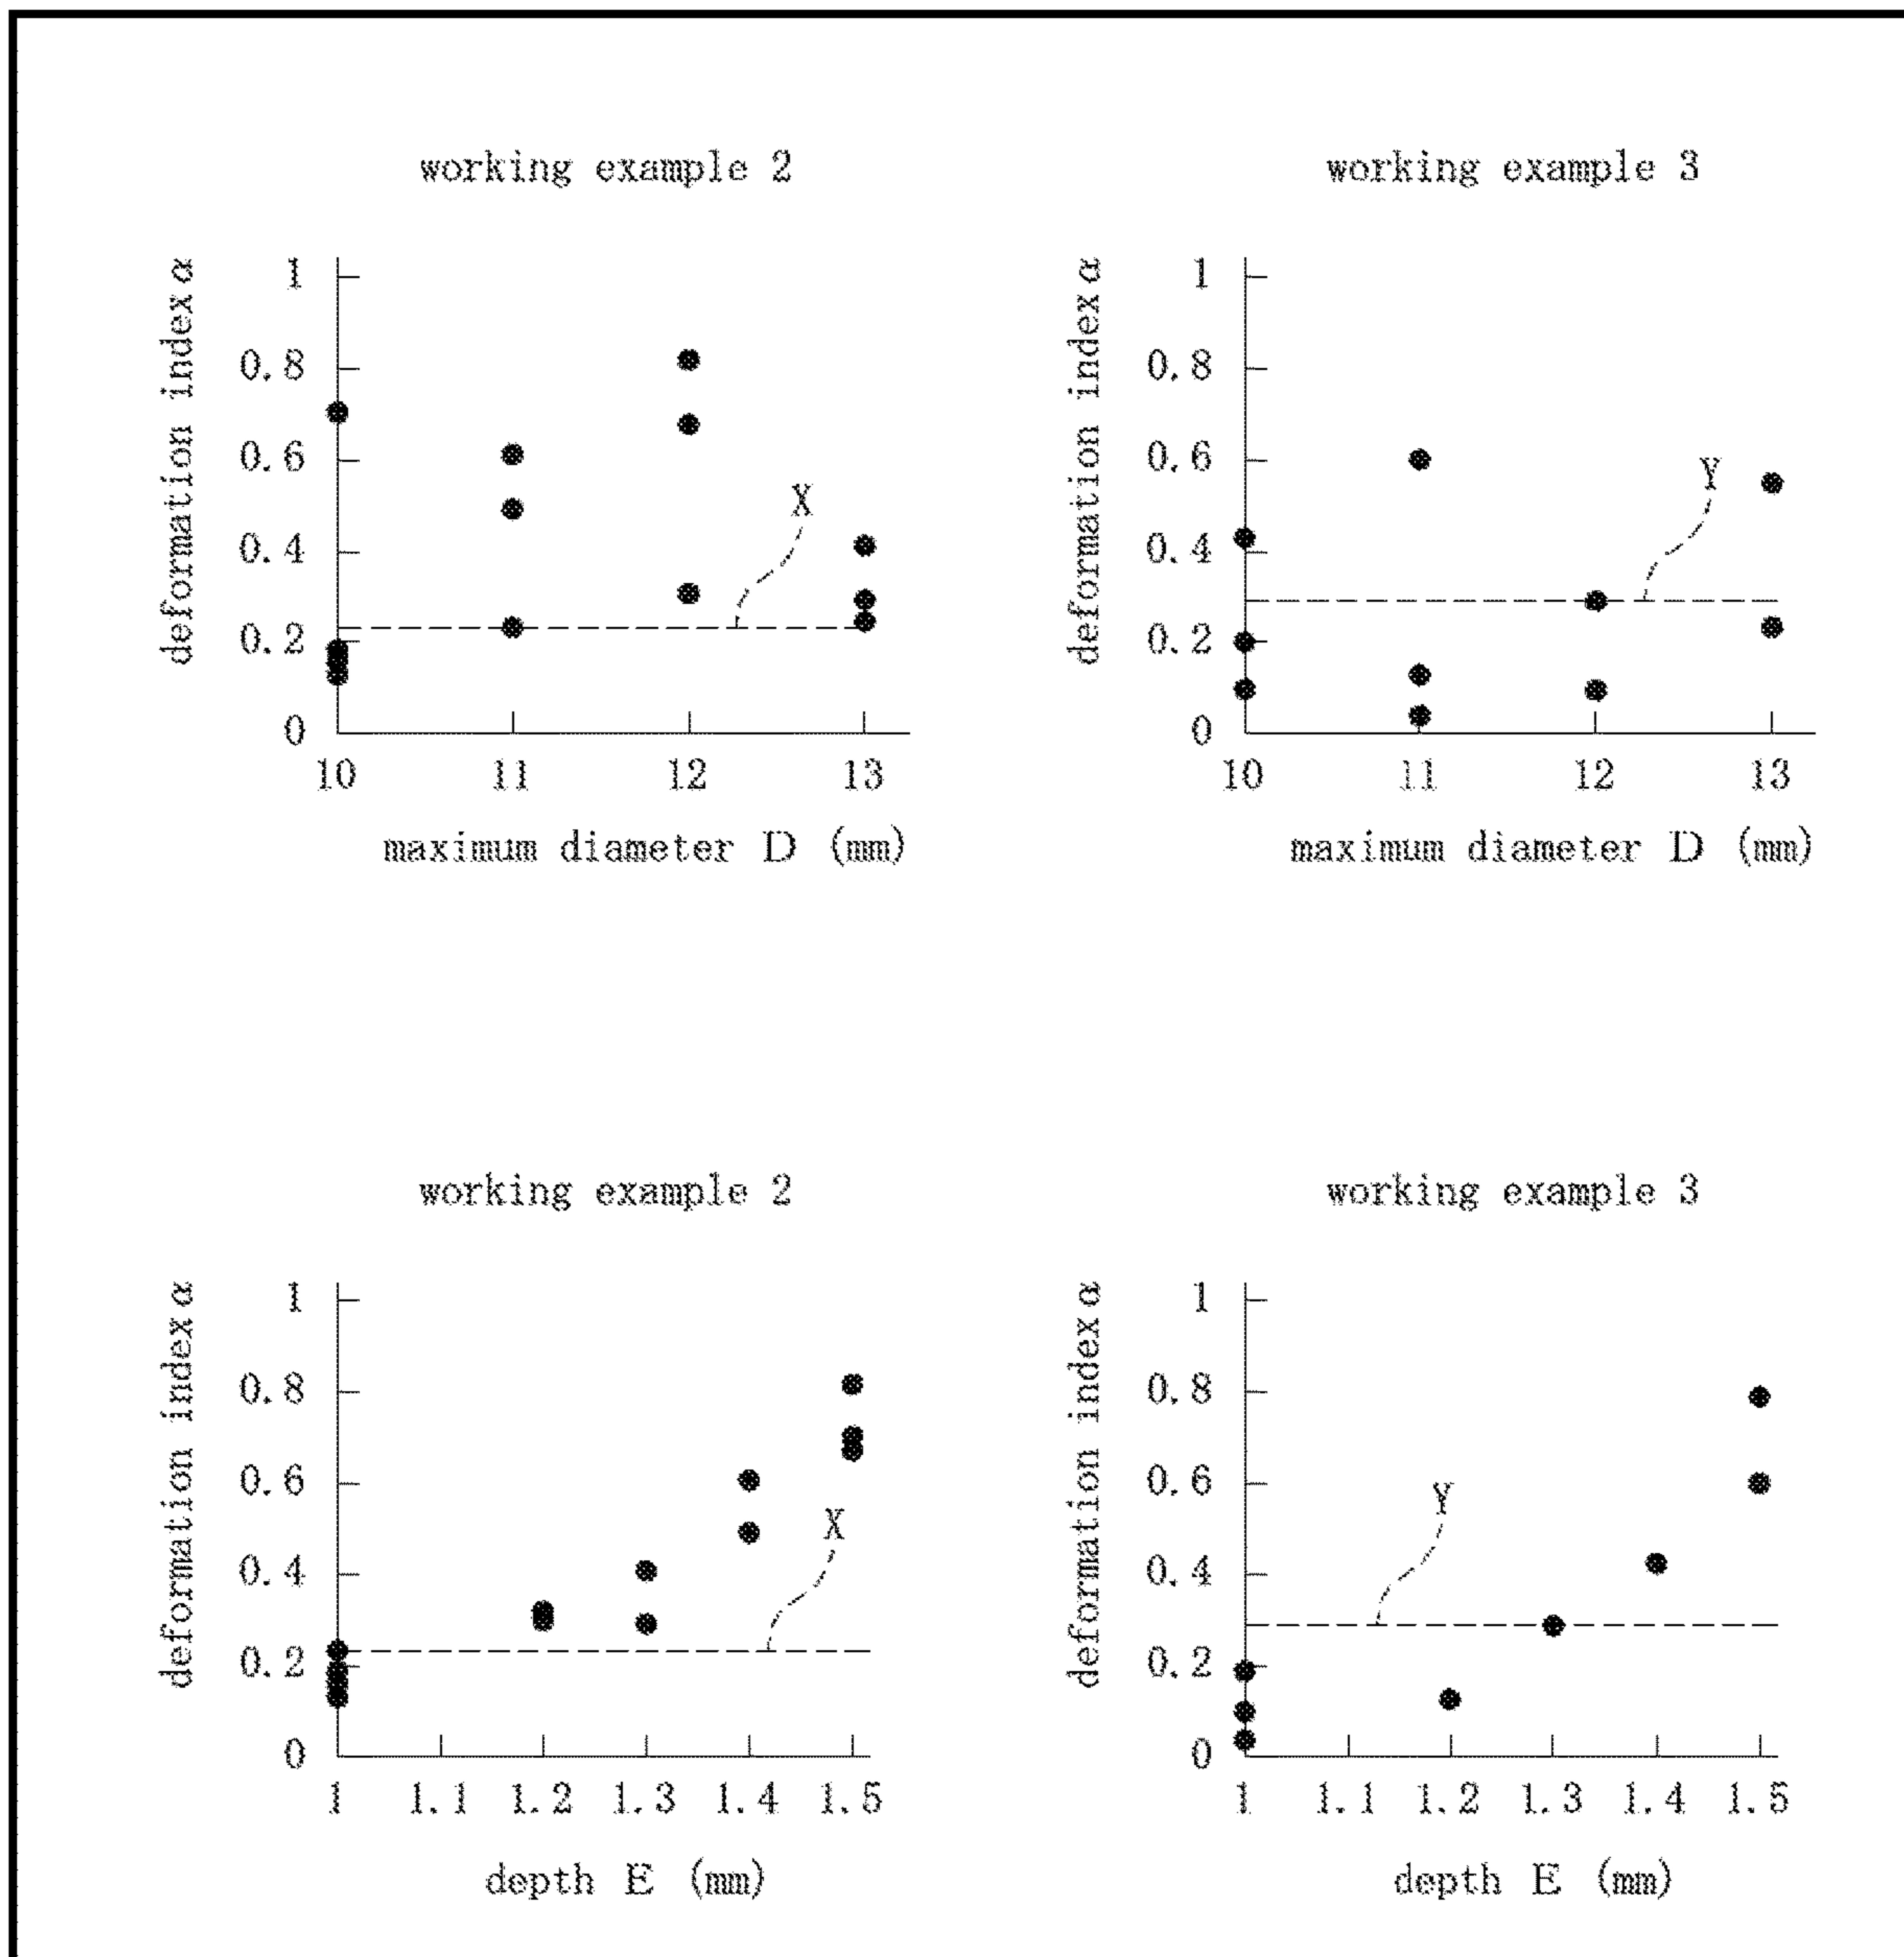 working example 2
deformation index α
1
0.8
0.6
0.4
0.2
0
X
10 11 12 13
maximum diameter D (mm)
working example 3
deformation index α
1
0.8
0.6
0.4
0.2
0
Y
10 11 12 13
maximum diameter D (mm)
working example 2
deformation index α
1
0.8
0.6
0.4
0.2
0
X
1 1.1 1.2 1.3 1.4 1.5
depth E (mm)
working example 3
deformation index α
1
0.8
0.6
0.4
0.2
0
Y
1 1.1 1.2 1.3 1.4 1.5
depth E (mm)